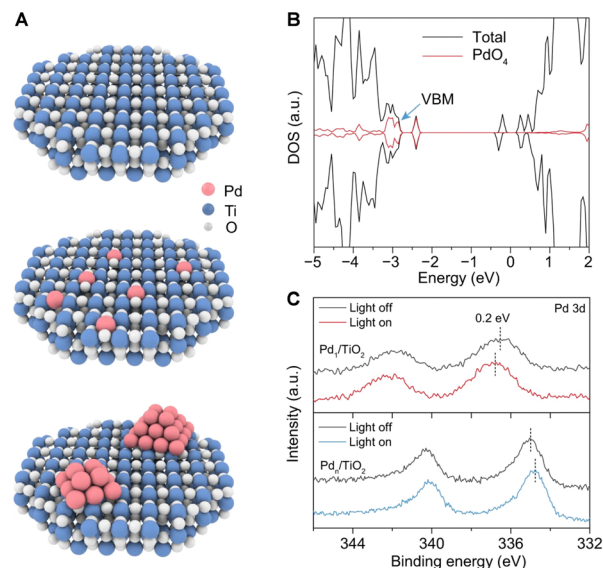 A
Pd
Ti
O
B
Total
PdO₄
VBM
DOS (a.u.)
-5 -4 -3 -2 -1 0 1 2
Energy (eV)
C
Light off
Light on
Pd 3d
0.2 eV
Pd₁/TiO₂
Light off
Light on
Pdₙ/TiO₂
Intensity (a.u.)
344 340 336 332
Binding energy (eV)